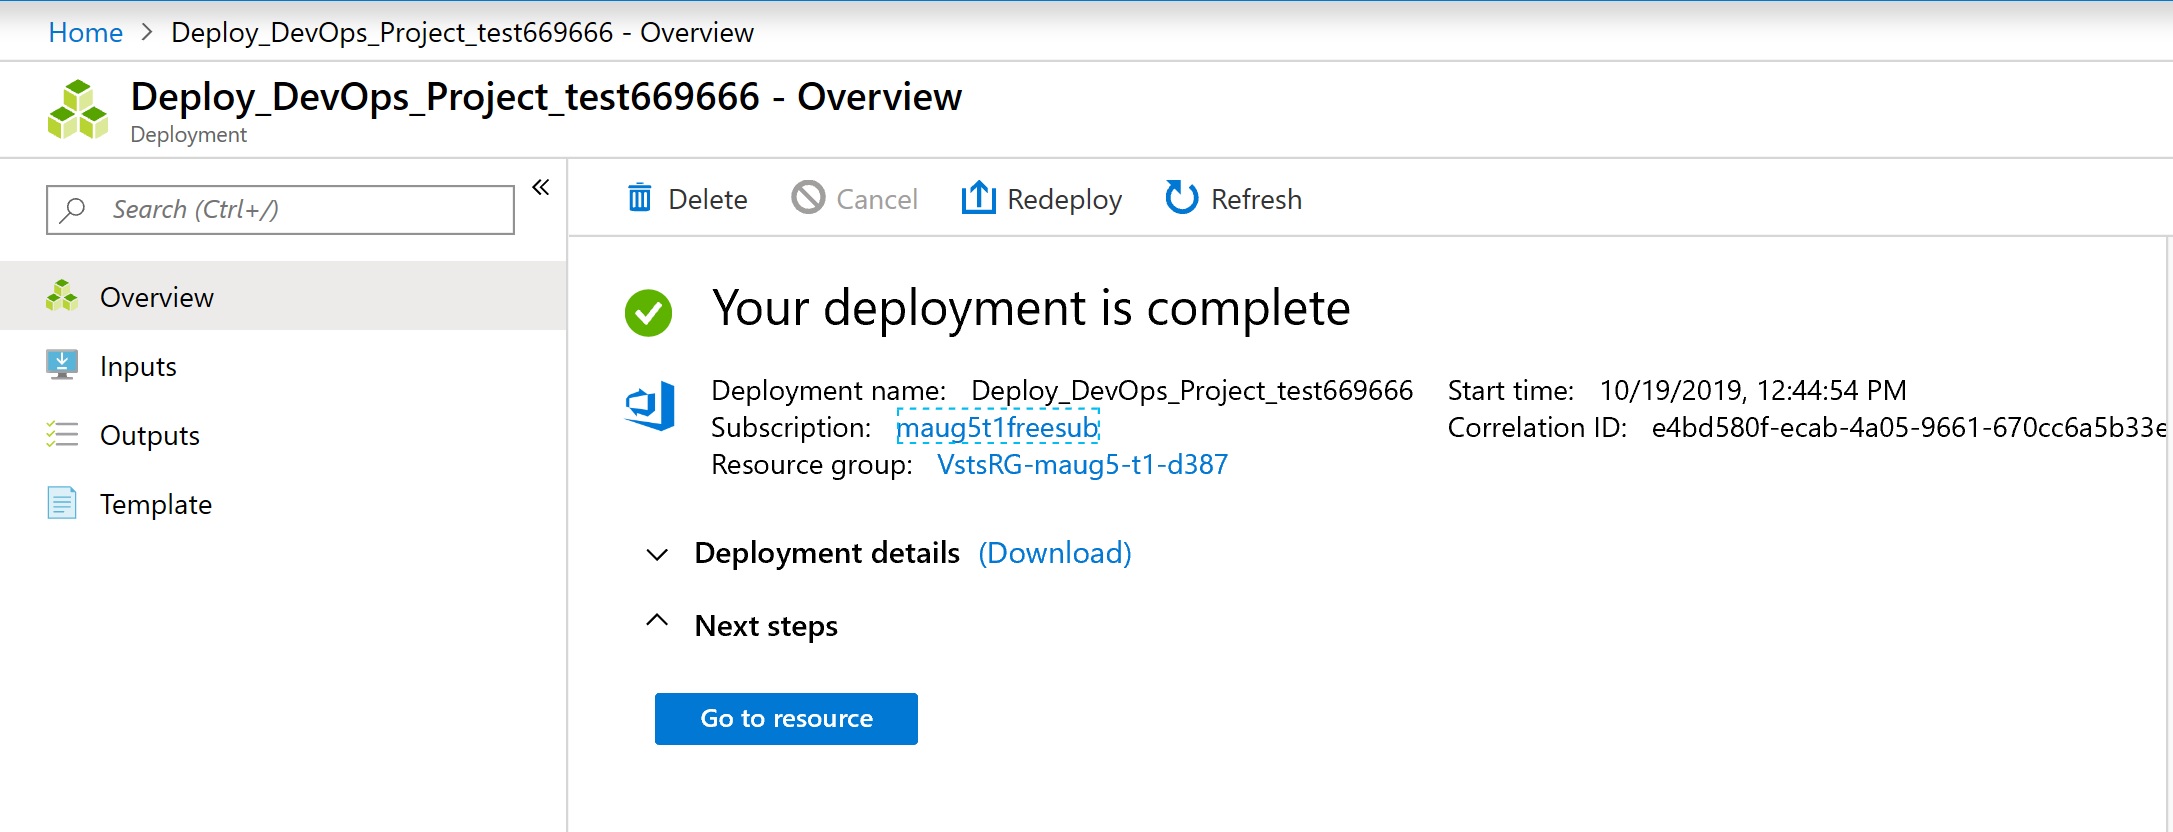 Home > Deploy_DevOps_Project_test669666 - Overview
Deploy_DevOps_Project_test669666 - Overview
Deployment
Search (Ctrl+/)
«
Overview
Inputs
Outputs
Template
Delete Cancel Redeploy Refresh
Your deployment is complete
Deployment name: Deploy_DevOps_Project_test669666 Start time: 10/19/2019, 12:44:54 PM
Subscription: maug5t1freesub Correlation ID: e4bd580f-ecab-4a05-9661-670cc6a5b33e
Resource group: VstsRG-maug5-t1-d387
Deployment details (Download)
Next steps
Go to resource